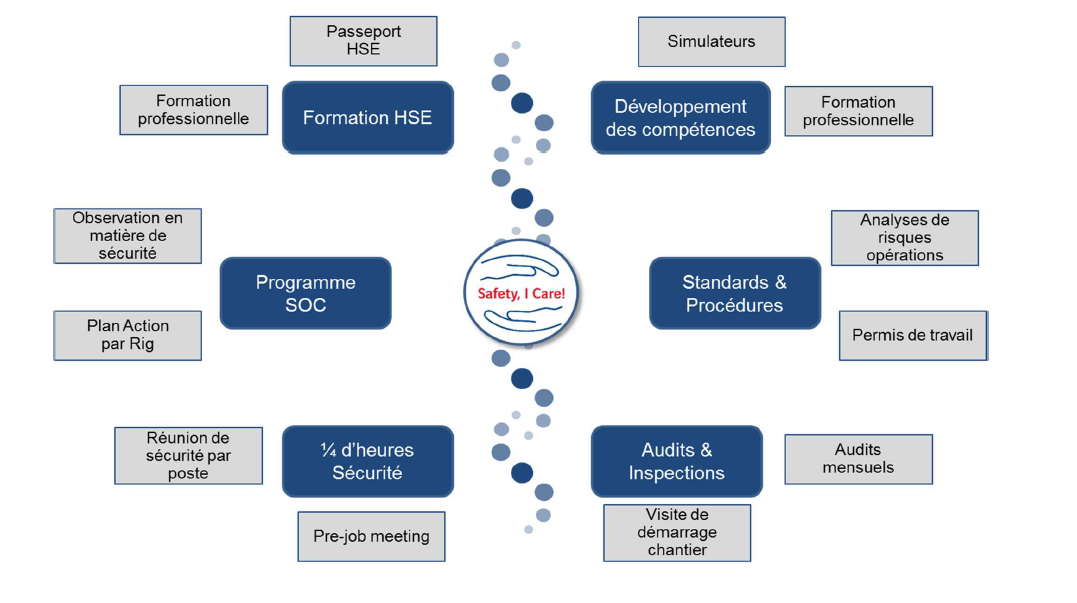 Passeport
HSE
Simulateurs
Formation
professionnelle
Formation HSE
Développement
des compétences
Formation
professionnelle
Observation en
matière de
sécurité
Programme
SOC
Plan Action
par Rig
Safety, I Care!
Standards &
Procédures
Analyses de
risques
opérations
Permis de travail
Réunion de
sécurité par
poste
¼ d'heures
Sécurité
Pre-job meeting
Audits &
Inspections
Audits
mensuels
Visite de
démarrage
chantier